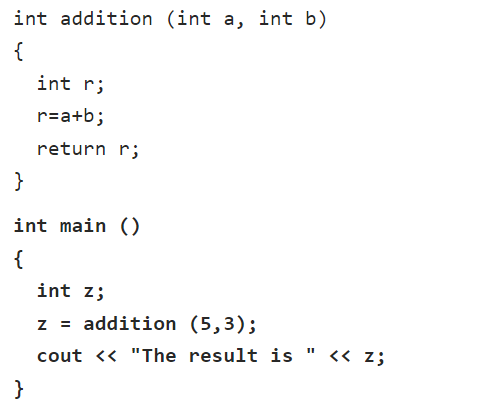 int addition (int a, int b)
{
  int r;
  r=a+b;
  return r;
}
int main ()
{
  int z;
  z = addition (5,3);
  cout << "The result is " << z;
}